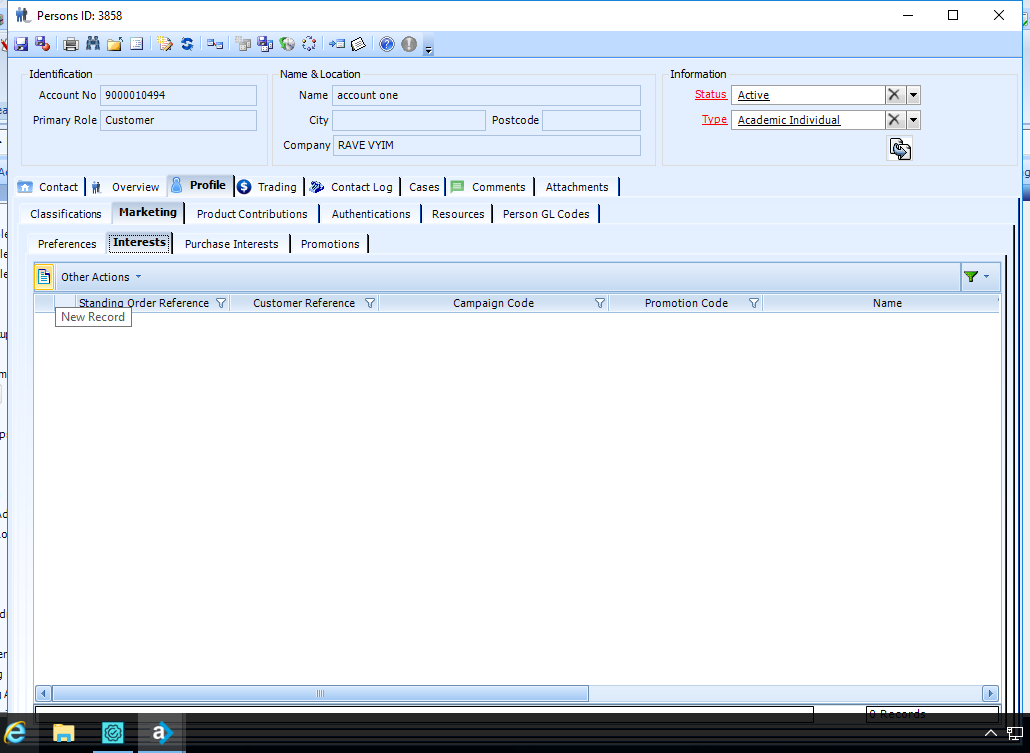 Persons ID: 3858
Identification
Account No 9000010494
Primary Role Customer
Name & Location
Name account one
City Postcode
Company RAVE VYIM
Information
Status Active
Type Academic Individual
Contact Overview Profile Trading Contact Log Cases Comments Attachments
Classifications Marketing Product Contributions Authentications Resources Person GL Codes
Preferences Interests Purchase Interests Promotions
Other Actions
Standing Order Reference Customer Reference Campaign Code Promotion Code Name
New Record
0 Records